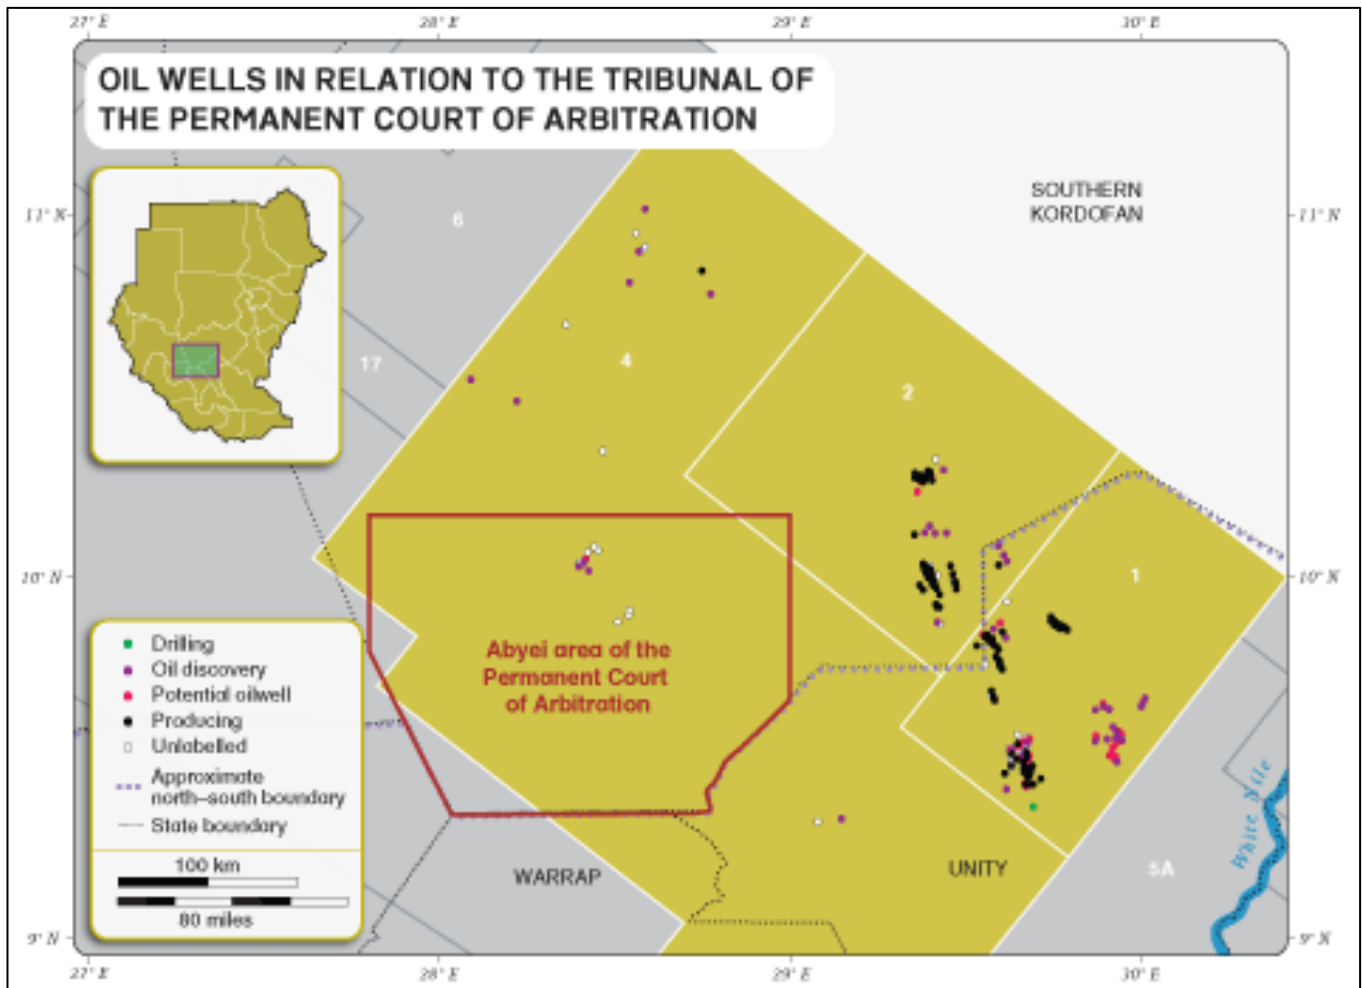 27° E
28° E
29° E
30° E
OIL WELLS IN RELATION TO THE TRIBUNAL OF
THE PERMANENT COURT OF ARBITRATION
SOUTHERN
KORDOFAN
11° N
11° N
6
17
4
2
10° N
10° N
1
Abyei area of the
Permanent Court
of Arbitration
Drilling
Oil discovery
Potential oilwell
Producing
Unlabelled
Approximate
north–south boundary
State boundary
100 km
80 miles
WARRAP
UNITY
5A
White Nile
9° N
9° N
27° E
28° E
29° E
30° E